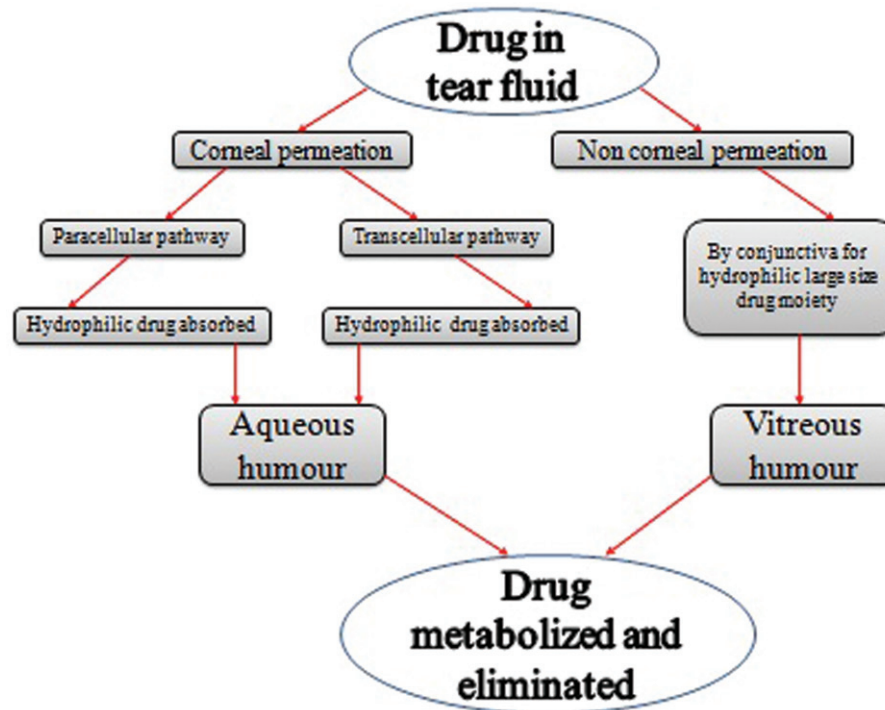 Drug in
tear fluid
Corneal permeation
Non corneal permeation
Paracellular pathway
Transcellular pathway
By conjunctiva for
hydrophilic large size
drug moiety
Hydrophilic drug absorbed
Hydrophilic drug absorbed
Aqueous
humour
Vitreous
humour
Drug
metabolized and
eliminated